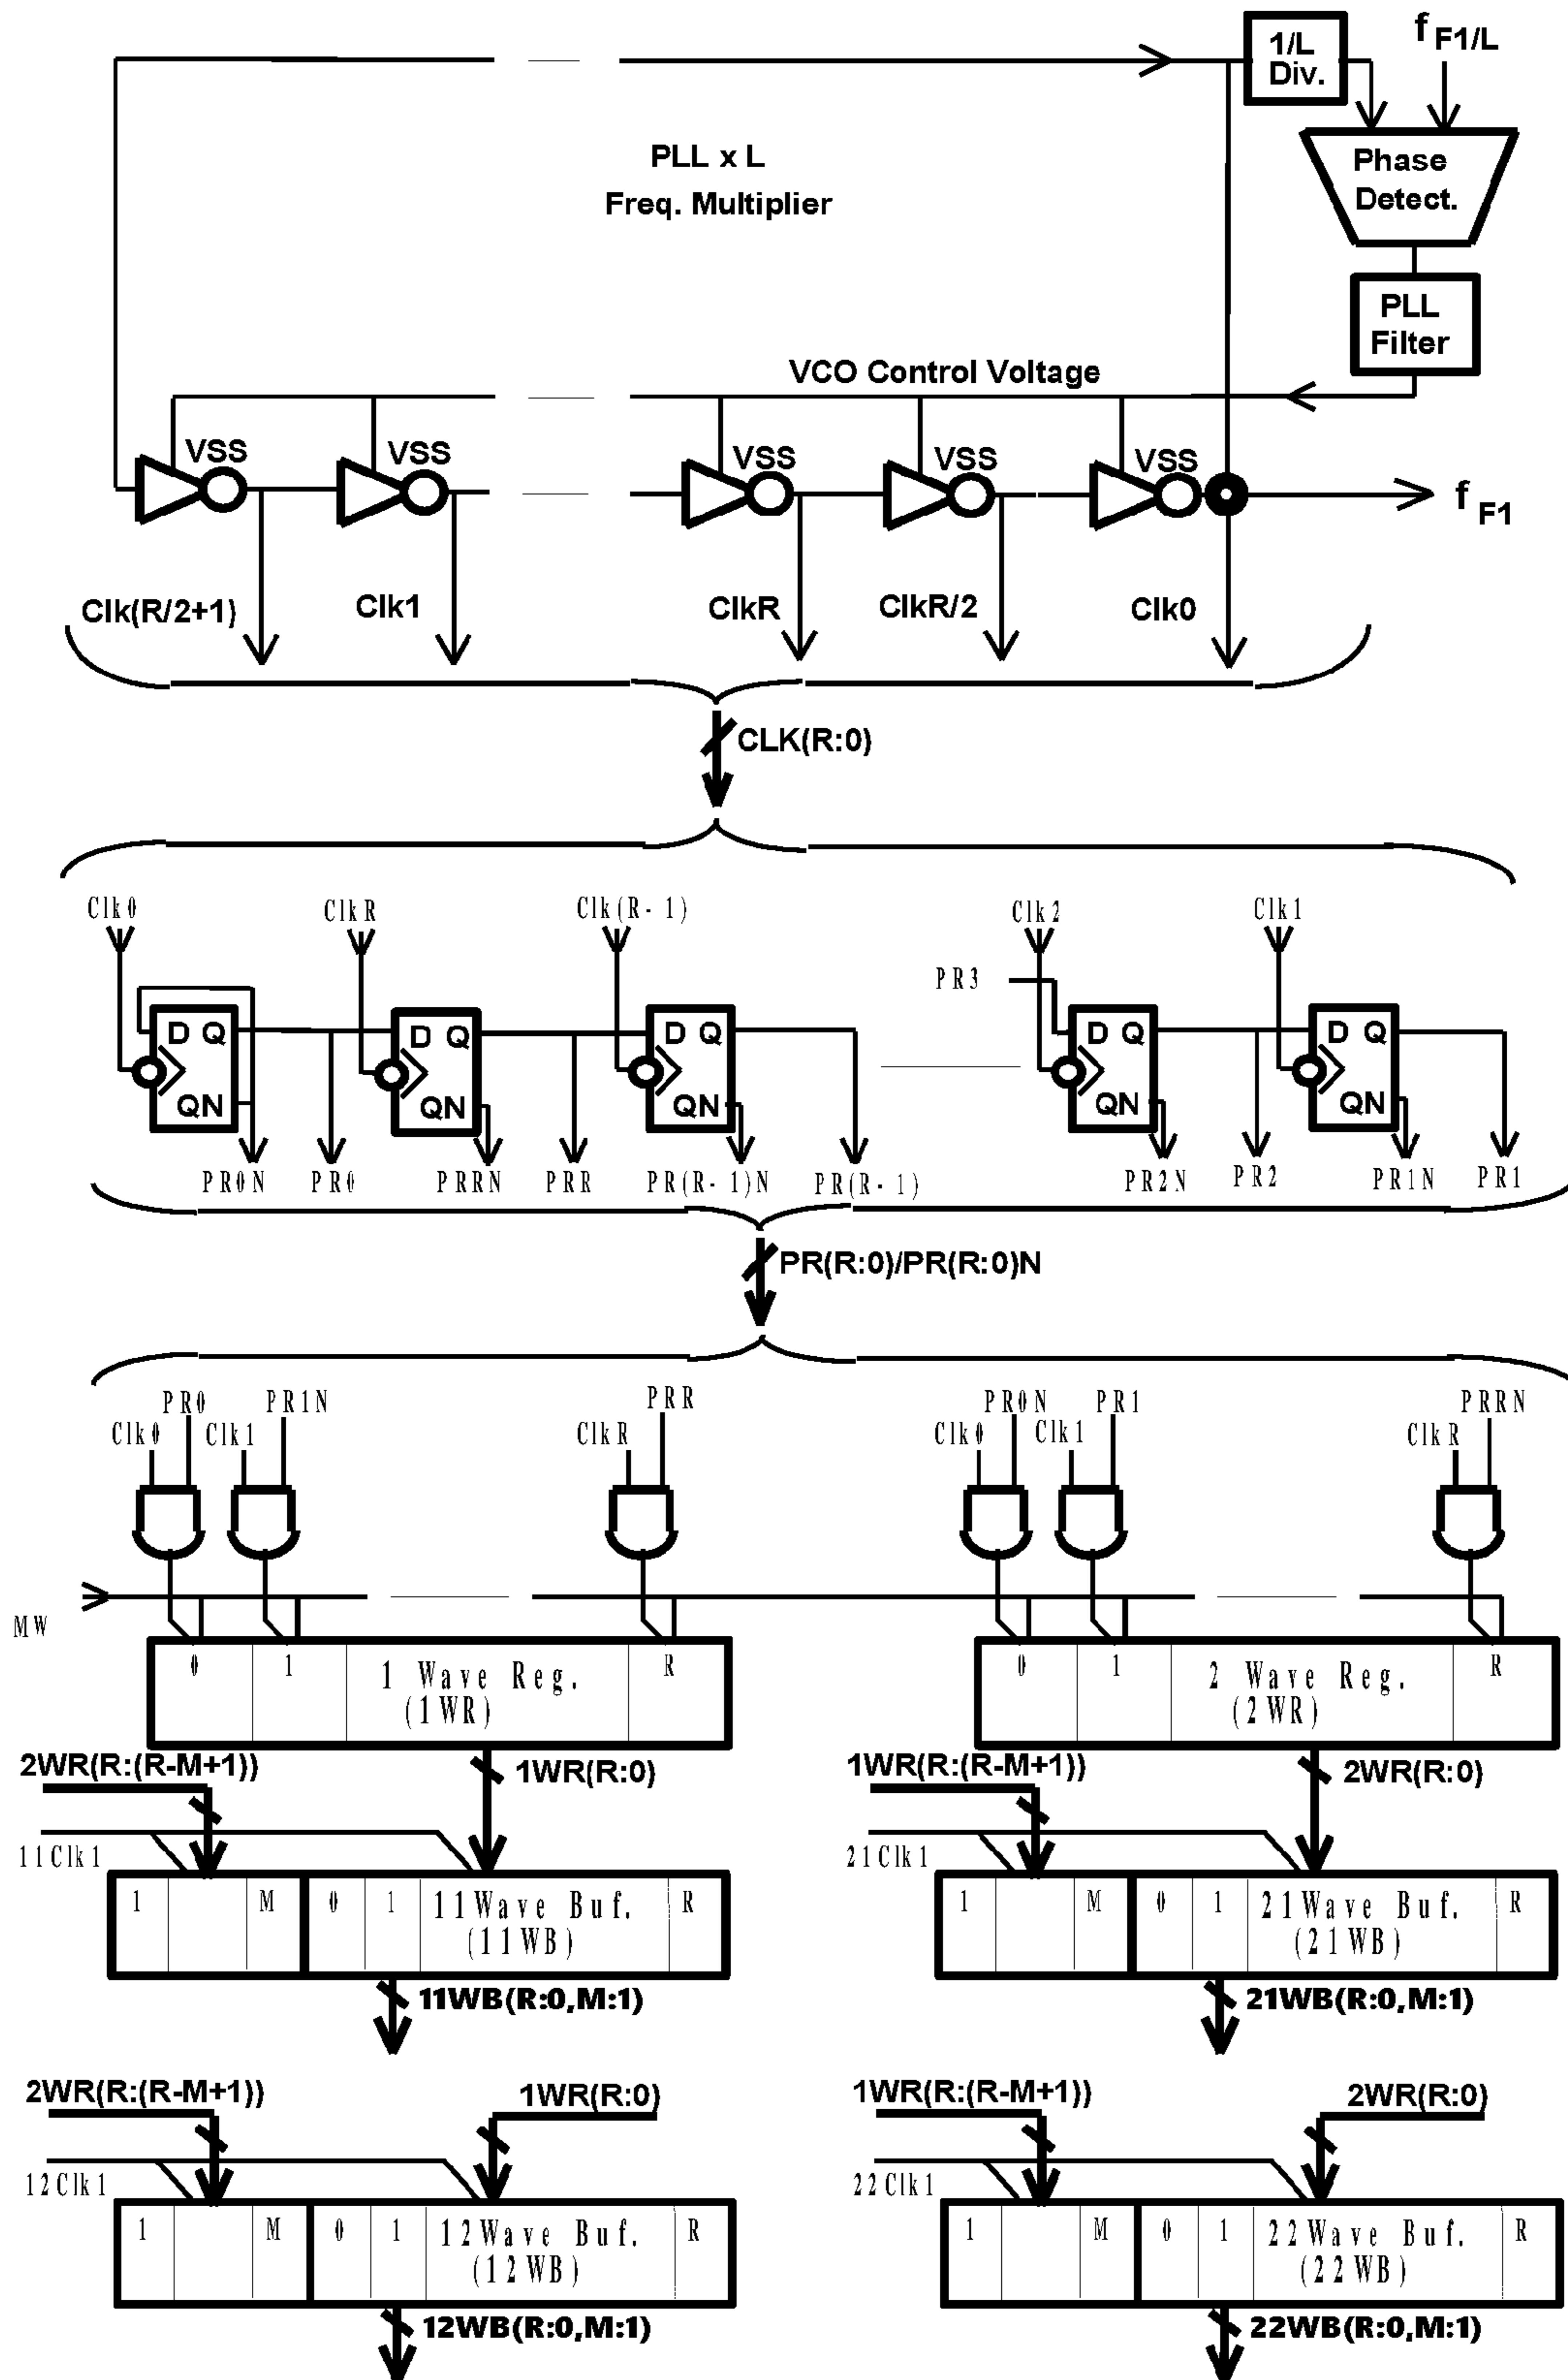 1/L
Div.
f F1/L
PLL x L
Freq. Multiplier
Phase
Detect.
PLL
Filter
VCO Control Voltage
VSS
VSS
VSS
VSS
VSS
f F1
Clk(R/2+1)
Clk1
ClkR
ClkR/2
Clk0
CLK(R:0)
Clk0
ClkR
Clk(R-1)
Clk2
Clk1
PR3
D Q
D Q
D Q
D Q
D Q
QN
QN
QN
QN
QN
PR0N
PR0
PRRN
PRR
PR(R-1)N
PR(R-1)
PR2N
PR2
PR1N
PR1
PR(R:0)/PR(R:0)N
PR0
PR1N
PRR
PR0N
PR1
PRRN
Clk0
Clk1
ClkR
Clk0
Clk1
ClkR
MW
0
1
1 Wave Reg.
(1WR)
R
0
1
2 Wave Reg.
(2WR)
R
2WR(R:(R-M+1))
1WR(R:0)
1WR(R:(R-M+1))
2WR(R:0)
11Clk1
21Clk1
1
M
0
1
11Wave Buf.
(11WB)
R
1
M
0
1
21Wave Buf.
(21WB)
R
11WB(R:0,M:1)
21WB(R:0,M:1)
2WR(R:(R-M+1))
1WR(R:0)
1WR(R:(R-M+1))
2WR(R:0)
12Clk1
22Clk1
1
M
0
1
12Wave Buf.
(12WB)
R
1
M
0
1
22Wave Buf.
(22WB)
R
12WB(R:0,M:1)
22WB(R:0,M:1)